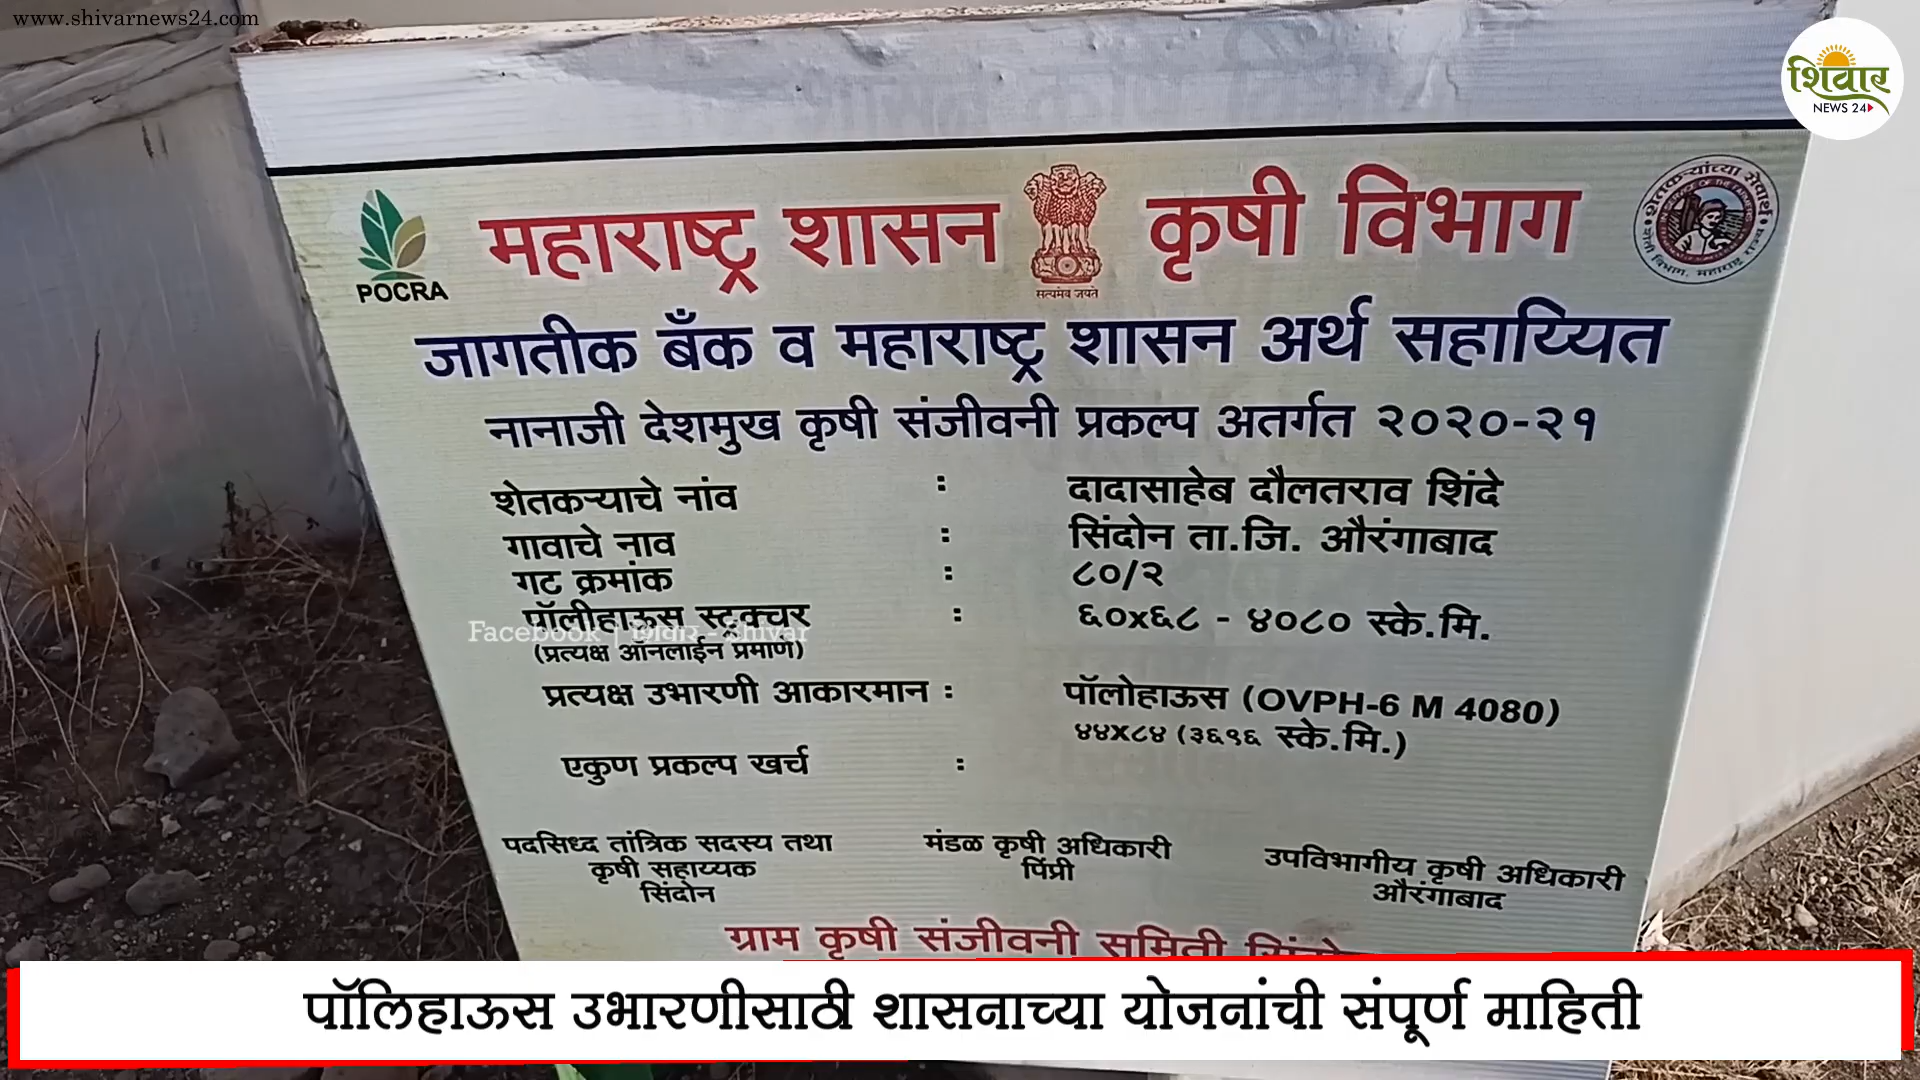 www.shivarnews24.com
शिवार
NEWS 24
महाराष्ट्र शासन कृषी विभाग
POCRA
सत्यमेव जयते
शेतकऱ्यांच्या सेवार्थ
जागतीक बँक व महाराष्ट्र शासन अर्थ सहाय्यित
नानाजी देशमुख कृषी संजीवनी प्रकल्प अतर्गत २०२०-२१
शेतकऱ्याचे नांव : दादासाहेब दौलतराव शिंदे
गावाचे नाव : सिंदोन ता.जि. औरंगाबाद
गट क्रमांक : ८०/२
पॉलीहाऊस स्ट्रक्चर : ६०x६८ - ४०८० स्के.मि.
Facebook | शिवार - Shivar
(प्रत्यक्ष ऑनलाईन प्रमाणे)
प्रत्यक्ष उभारणी आकारमान : पॉलोहाऊस (OVPH-6 M 4080)
४४X८४ (३६९६ स्के.मि.)
एकुण प्रकल्प खर्च :
पदसिध्द तांत्रिक सदस्य तथा
कृषी सहाय्यक
सिंदोन
मंडळ कृषी अधिकारी
पिंप्री
उपविभागीय कृषी अधिकारी
औरंगाबाद
ग्राम कृषी संजीवनी समिती
पॉलिहाऊस उभारणीसाठी शासनाच्या योजनांची संपूर्ण माहिती